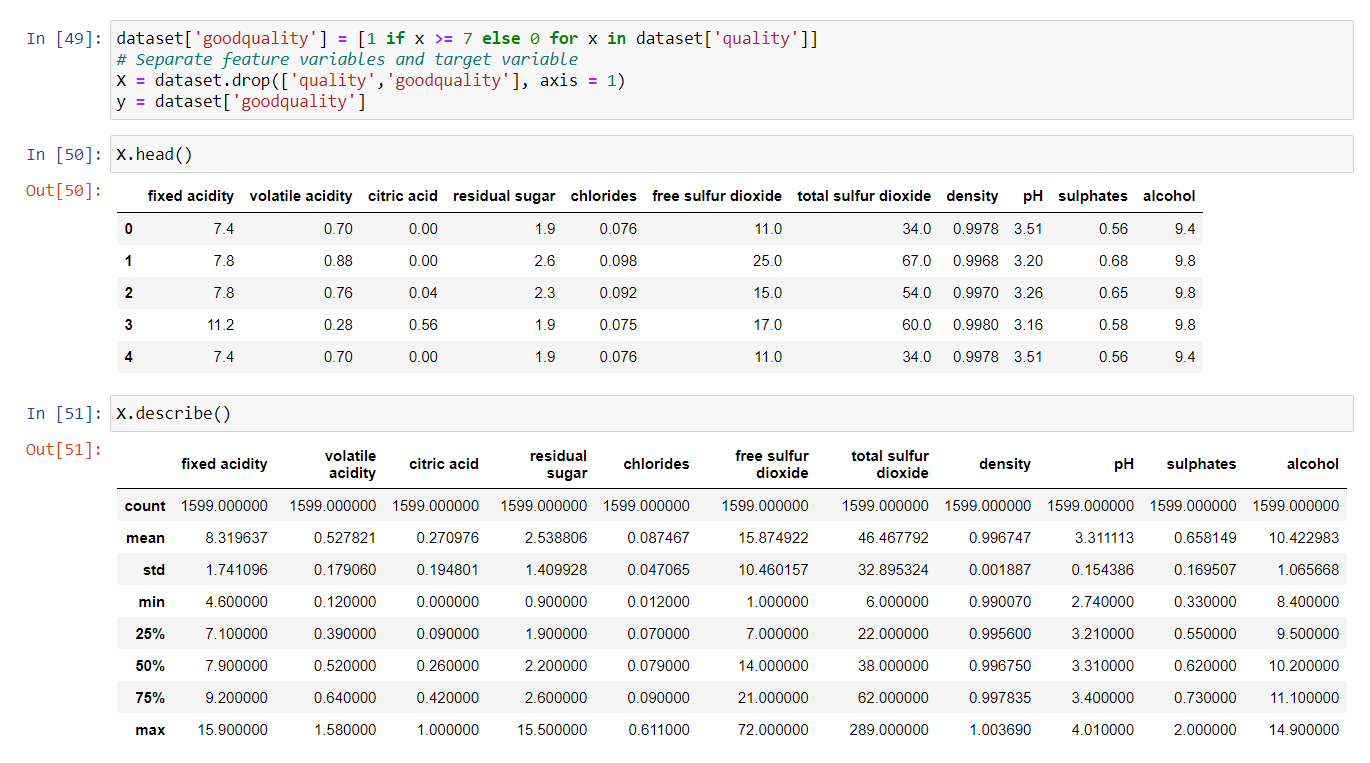 In [49]: dataset['goodquality'] = [1 if x >= 7 else 0 for x in dataset['quality']]
# Separate feature variables and target variable
X = dataset.drop(['quality','goodquality'], axis = 1)
y = dataset['goodquality']
In [50]: X.head()
Out[50]:
fixed acidity volatile acidity citric acid residual sugar chlorides free sulfur dioxide total sulfur dioxide density pH sulphates alcohol
0 7.4 0.70 0.00 1.9 0.076 11.0 34.0 0.9978 3.51 0.56 9.4
1 7.8 0.88 0.00 2.6 0.098 25.0 67.0 0.9968 3.20 0.68 9.8
2 7.8 0.76 0.04 2.3 0.092 15.0 54.0 0.9970 3.26 0.65 9.8
3 11.2 0.28 0.56 1.9 0.075 17.0 60.0 0.9980 3.16 0.58 9.8
4 7.4 0.70 0.00 1.9 0.076 11.0 34.0 0.9978 3.51 0.56 9.4
In [51]: X.describe()
Out[51]:
fixed acidity volatile acidity citric acid residual sugar chlorides free sulfur dioxide total sulfur dioxide density pH sulphates alcohol
count 1599.000000 1599.000000 1599.000000 1599.000000 1599.000000 1599.000000 1599.000000 1599.000000 1599.000000 1599.000000 1599.000000
mean 8.319637 0.527821 0.270976 2.538806 0.087467 15.874922 46.467792 0.996747 3.311113 0.658149 10.422983
std 1.741096 0.179060 0.194801 1.409928 0.047065 10.460157 32.895324 0.001887 0.154386 0.169507 1.065668
min 4.600000 0.120000 0.000000 0.900000 0.012000 1.000000 6.000000 0.990070 2.740000 0.330000 8.400000
25% 7.100000 0.390000 0.090000 1.900000 0.070000 7.000000 22.000000 0.995600 3.210000 0.550000 9.500000
50% 7.900000 0.520000 0.260000 2.200000 0.079000 14.000000 38.000000 0.996750 3.310000 0.620000 10.200000
75% 9.200000 0.640000 0.420000 2.600000 0.090000 21.000000 62.000000 0.997835 3.400000 0.730000 11.100000
max 15.900000 1.580000 1.000000 15.500000 0.611000 72.000000 289.000000 1.003690 4.010000 2.000000 14.900000